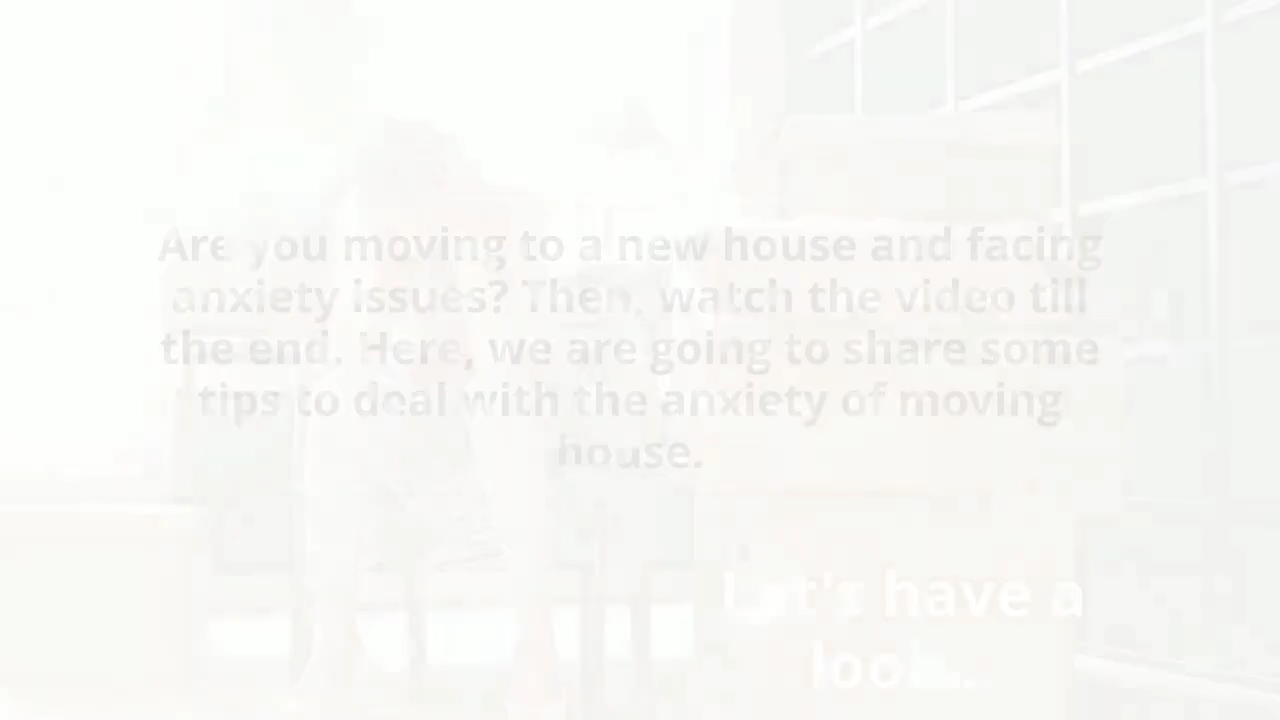 Are you moving to a new house and facing
anxiety issues? Then, watch the video till
the end. Here, we are going to share some
tips to deal with the anxiety of moving
house.
Let's have a
look.